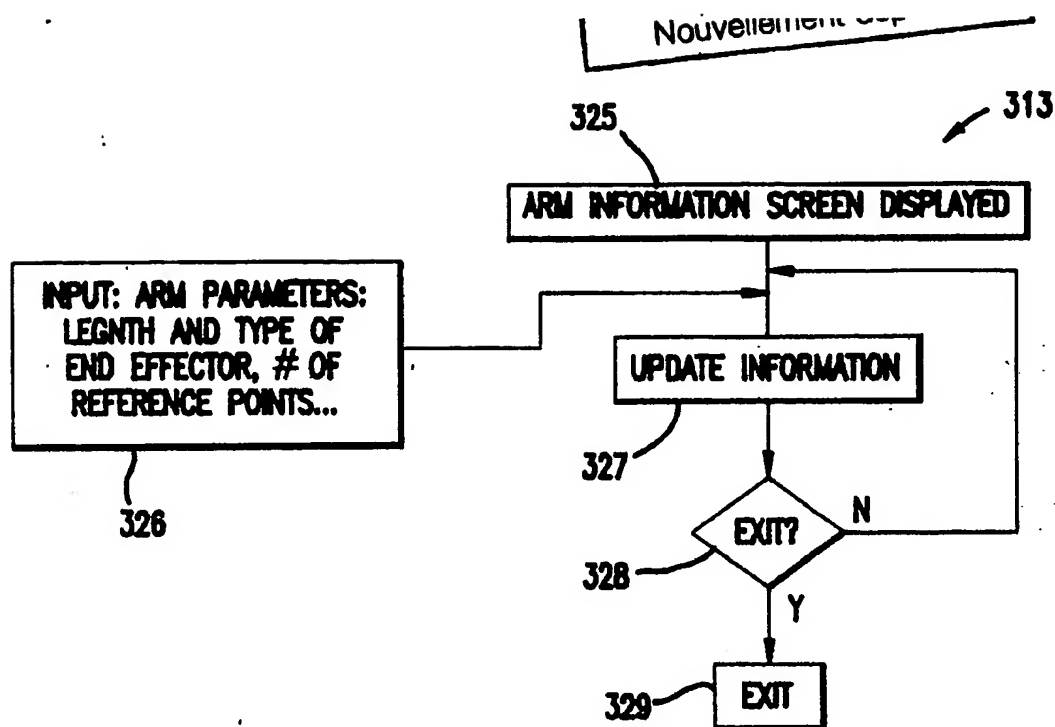 Nouvellement
313
325
ARM INFORMATION SCREEN DISPLAYED
INPUT: ARM PARAMETERS:
LEGNTH AND TYPE OF
END EFFECTOR, # OF
REFERENCE POINTS...
326
UPDATE INFORMATION
327
EXIT?
N
328
Y
EXIT
329